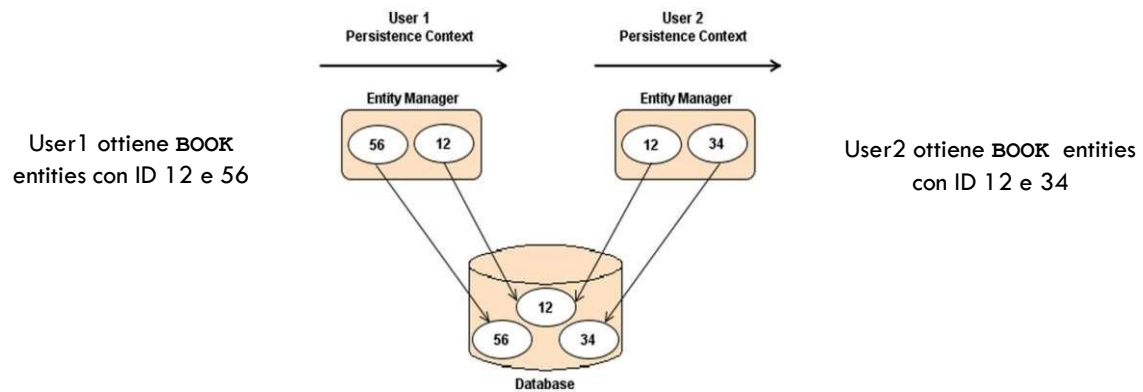 User 1
Persistence Context
User 2
Persistence Context
Entity Manager
Entity Manager
56
12
12
34
User1 ottiene BOOK
entities con ID 12 e 56
User2 ottiene BOOK entities
con ID 12 e 34
12
56
34
Database